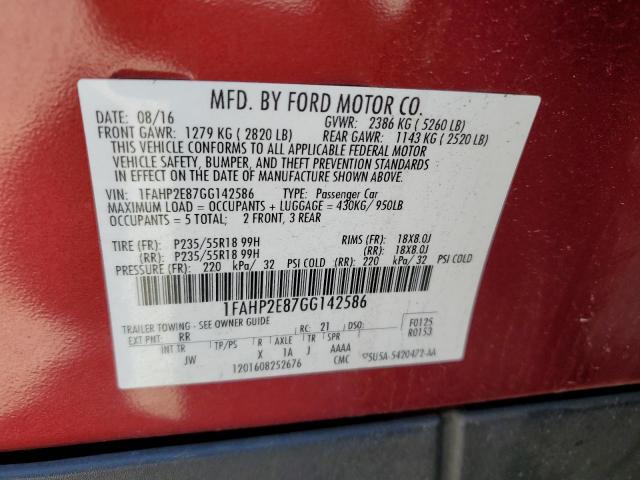 MFD. BY FORD MOTOR CO.
DATE: 08/16 GVWR: 2386 KG ( 5260 LB)
FRONT GAWR: 1279 KG ( 2820 LB) REAR GAWR: 1143 KG ( 2520 LB)
THIS VEHICLE CONFORMS TO ALL APPLICABLE FEDERAL MOTOR
VEHICLE SAFETY, BUMPER, AND THEFT PREVENTION STANDARDS
IN EFFECT ON THE DATE OF MANUFACTURE SHOWN ABOVE.
VIN: 1FAHP2E87GG142586 TYPE: Passenger Car
MAXIMUM LOAD = OCCUPANTS + LUGGAGE = 430KG/ 950LB
OCCUPANTS = 5 TOTAL; 2 FRONT, 3 REAR
TIRE (FR): P235/55R18 99H RIMS (FR): 18X8.0J
(RR): P235/55R18 99H (RR): 18X8.0J
PRESSURE (FR): 220 kPa/ 32 PSI COLD (RR): 220 kPa/ 32 PSI COLD
1FAHP2E87GG142586
TRAILER TOWING - SEE OWNER GUIDE
EXT PNT: RR RC: 21 DSO: F0125
R0153
INT TR TP/PS R AXLE TR SPR
JW X 1A J AAAA
1201608252676 CMC 5U5A-5420472-AA